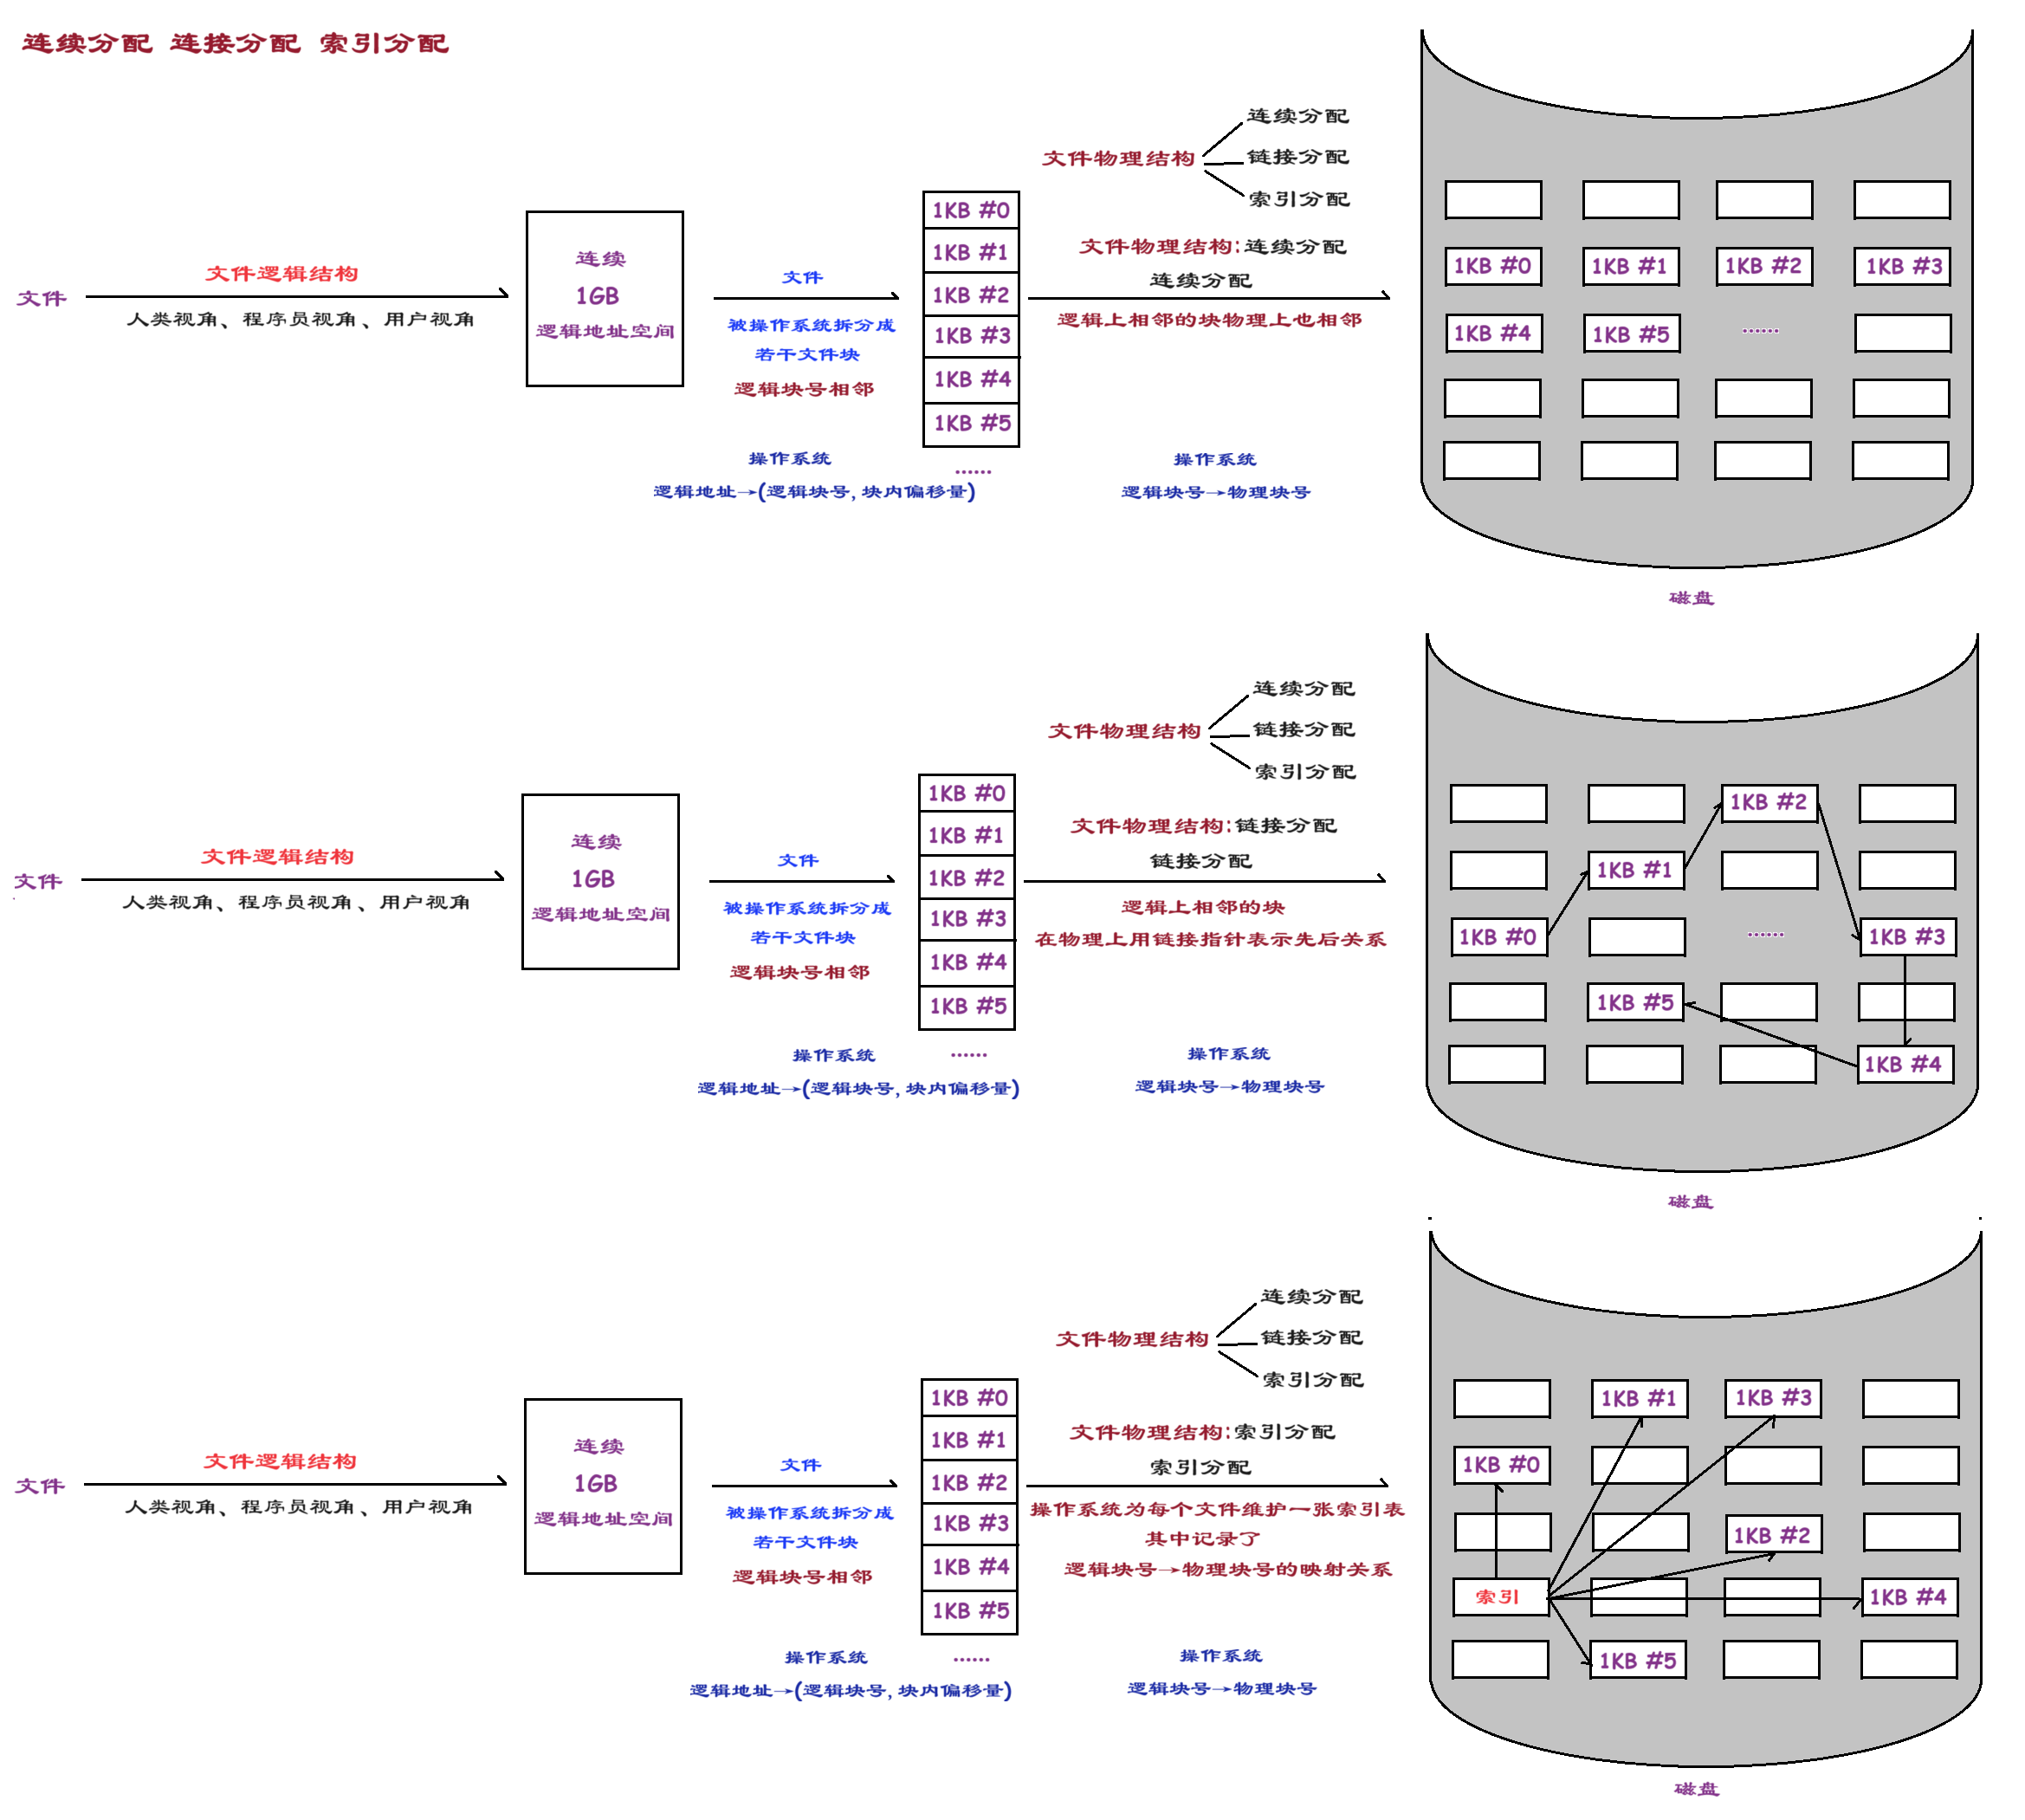 连续分配 连接分配 索引分配
文件
文件逻辑结构
人类视角、程序员视角、用户视角
连续
1GB
逻辑地址空间
文件
被操作系统拆分成
若干文件块
逻辑块号相邻
操作系统
逻辑地址→(逻辑块号, 块内偏移量)
1KB #0
1KB #1
1KB #2
1KB #3
1KB #4
1KB #5
......
文件物理结构
连续分配
链接分配
索引分配
文件物理结构:连续分配
连续分配
逻辑上相邻的块物理上也相邻
操作系统
逻辑块号→物理块号
1KB #0
1KB #1
1KB #2
1KB #3
1KB #4
1KB #5
......
磁盘
文件
文件逻辑结构
人类视角、程序员视角、用户视角
连续
1GB
逻辑地址空间
文件
被操作系统拆分成
若干文件块
逻辑块号相邻
操作系统
逻辑地址→(逻辑块号, 块内偏移量)
1KB #0
1KB #1
1KB #2
1KB #3
1KB #4
1KB #5
......
文件物理结构
连续分配
链接分配
索引分配
文件物理结构:链接分配
链接分配
逻辑上相邻的块
在物理上用链接指针表示先后关系
操作系统
逻辑块号→物理块号
1KB #2
1KB #1
1KB #0
......
1KB #3
1KB #5
1KB #4
磁盘
文件
文件逻辑结构
人类视角、程序员视角、用户视角
连续
1GB
逻辑地址空间
文件
被操作系统拆分成
若干文件块
逻辑块号相邻
操作系统
逻辑地址→(逻辑块号, 块内偏移量)
1KB #0
1KB #1
1KB #2
1KB #3
1KB #4
1KB #5
......
文件物理结构
连续分配
链接分配
索引分配
文件物理结构:索引分配
索引分配
操作系统为每个文件维护一张索引表
其中记录了
逻辑块号→物理块号的映射关系
操作系统
逻辑块号→物理块号
1KB #1
1KB #3
1KB #0
1KB #2
索引
1KB #4
1KB #5
磁盘